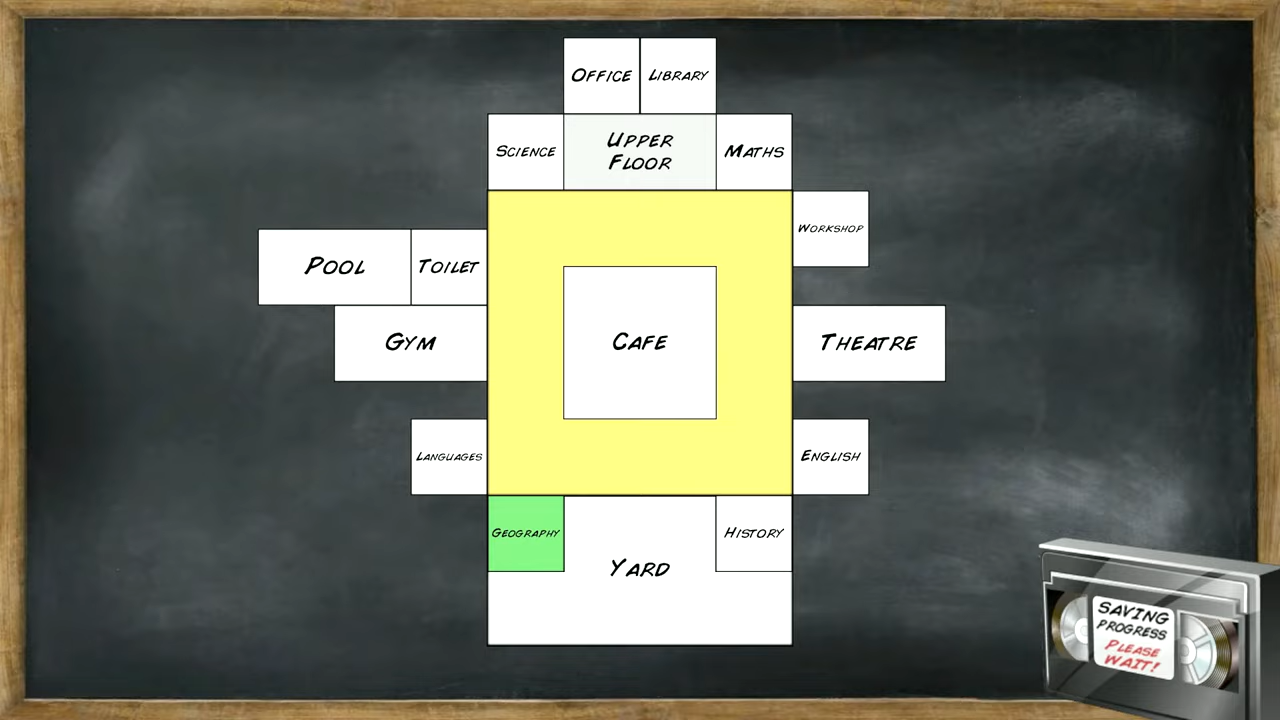 OFFICE
LIBRARY
SCIENCE
UPPER
FLOOR
MATHS
WORKSHOP
POOL
TOILET
GYM
CAFE
THEATRE
LANGUAGES
ENGLISH
GEOGRAPHY
HISTORY
YARD
SAVING
PROGRESS
PLEASE
WAIT!